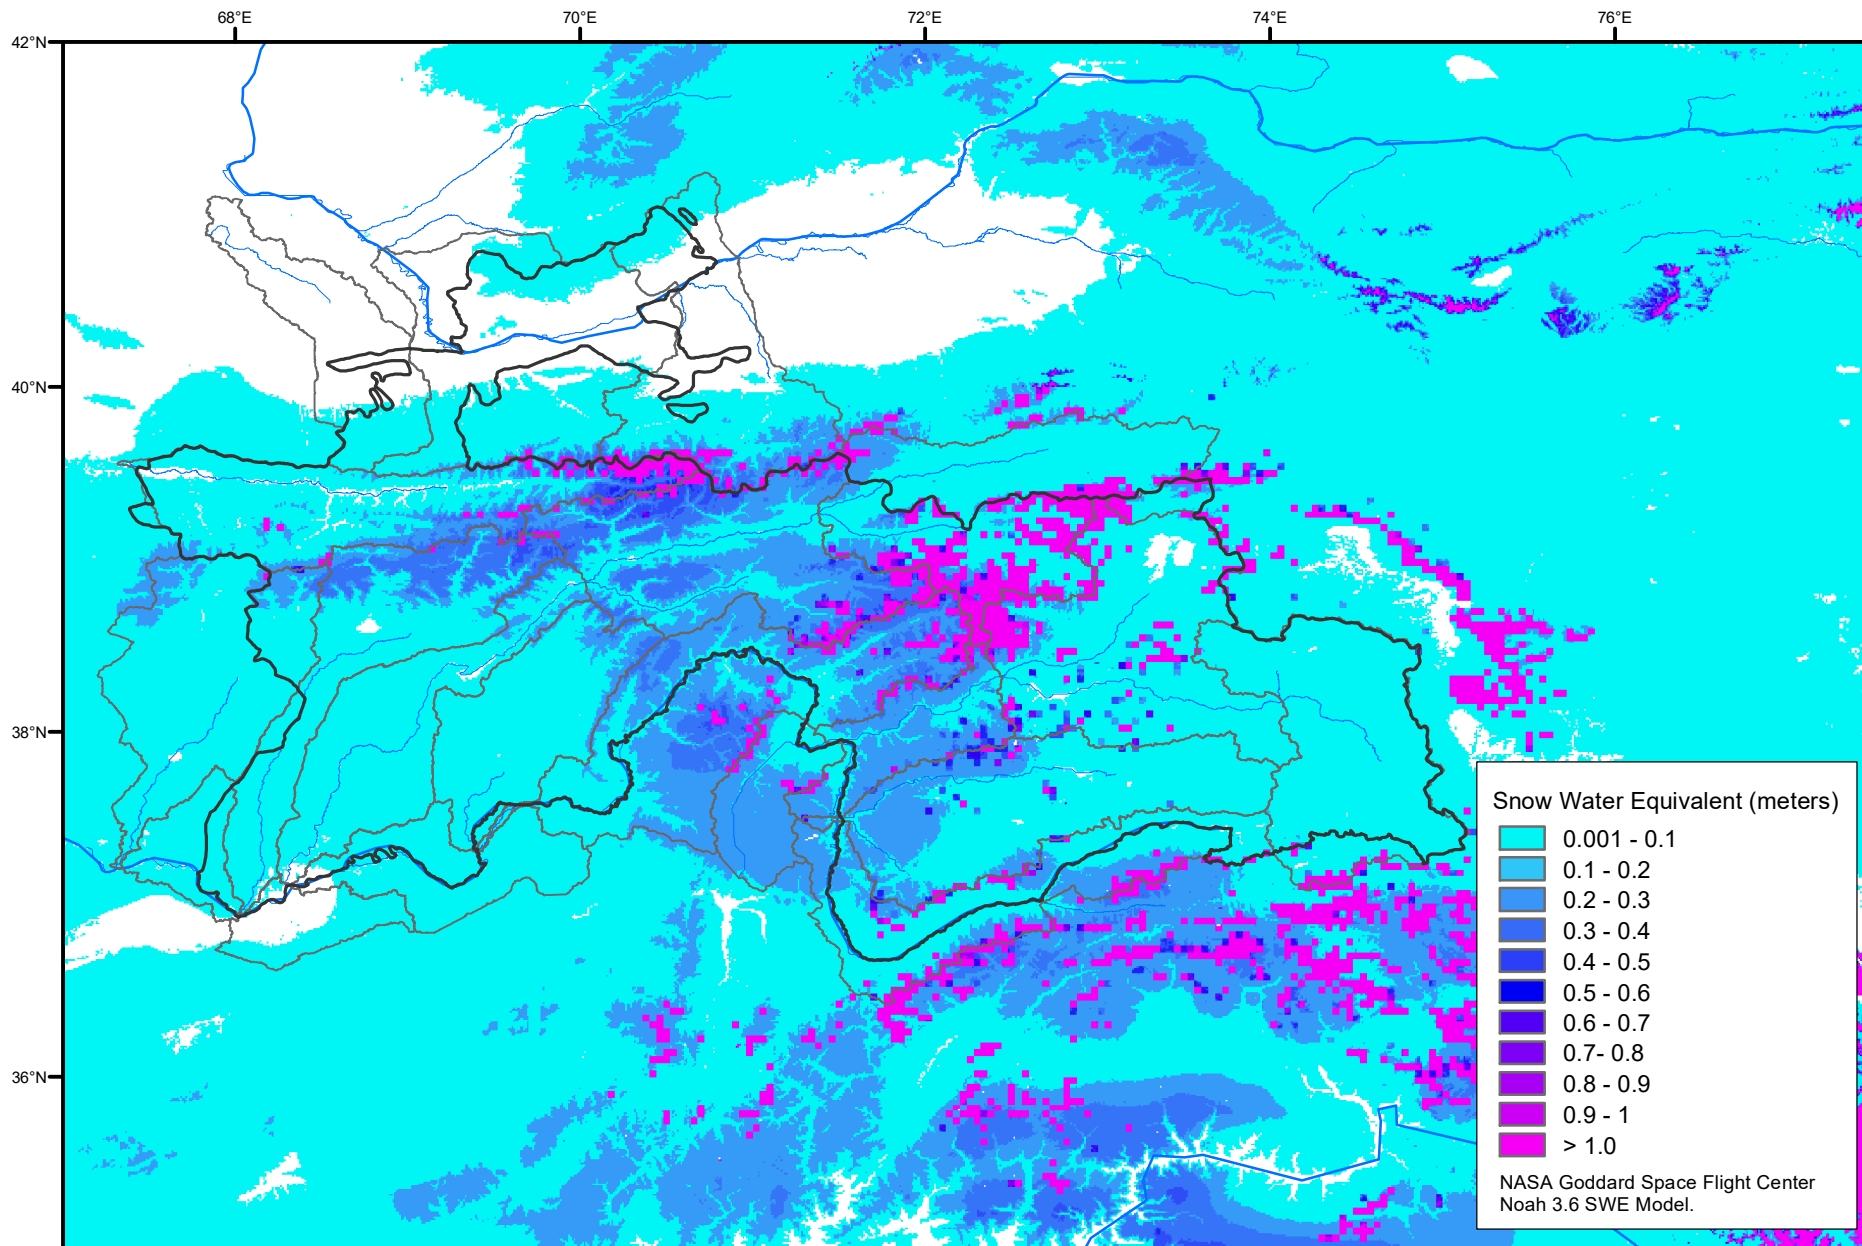 68°E 70°E 72°E 74°E 76°E
42°N
40°N
38°N
36°N
Snow Water Equivalent (meters)
0.001 - 0.1
0.1 - 0.2
0.2 - 0.3
0.3 - 0.4
0.4 - 0.5
0.5 - 0.6
0.6 - 0.7
0.7- 0.8
0.8 - 0.9
0.9 - 1
> 1.0
NASA Goddard Space Flight Center
Noah 3.6 SWE Model.